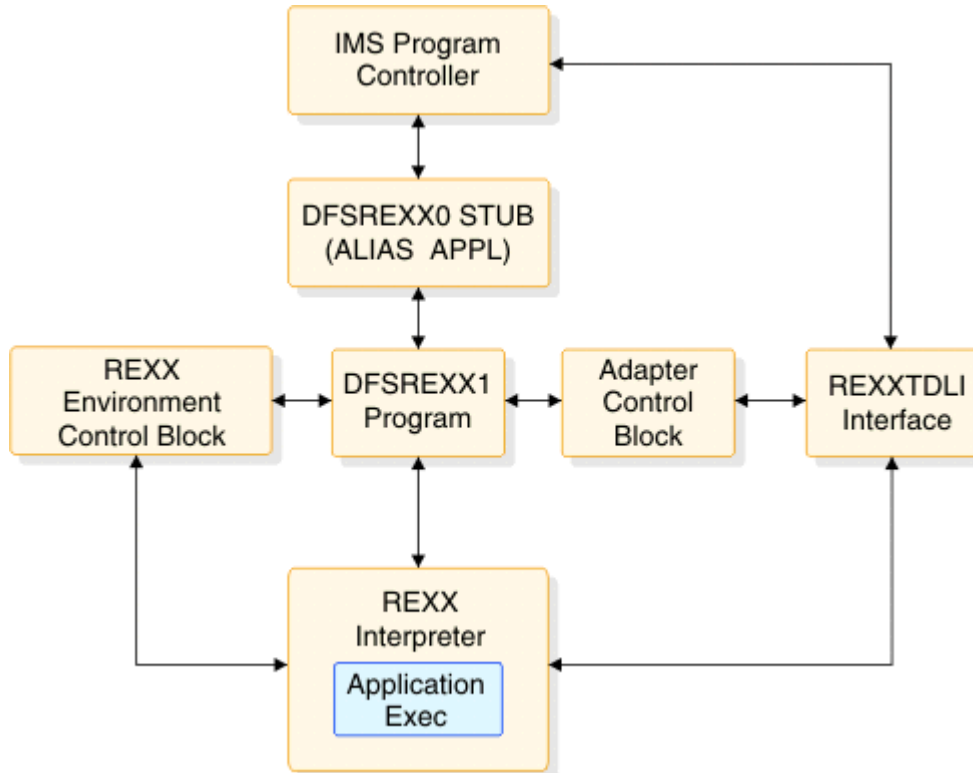 IMS Program
Controller
DFSREXX0 STUB
(ALIAS APPL)
REXX
Environment
Control Block
DFSREXX1
Program
Adapter
Control
Block
REXXTDLI
Interface
REXX
Interpreter
Application
Exec